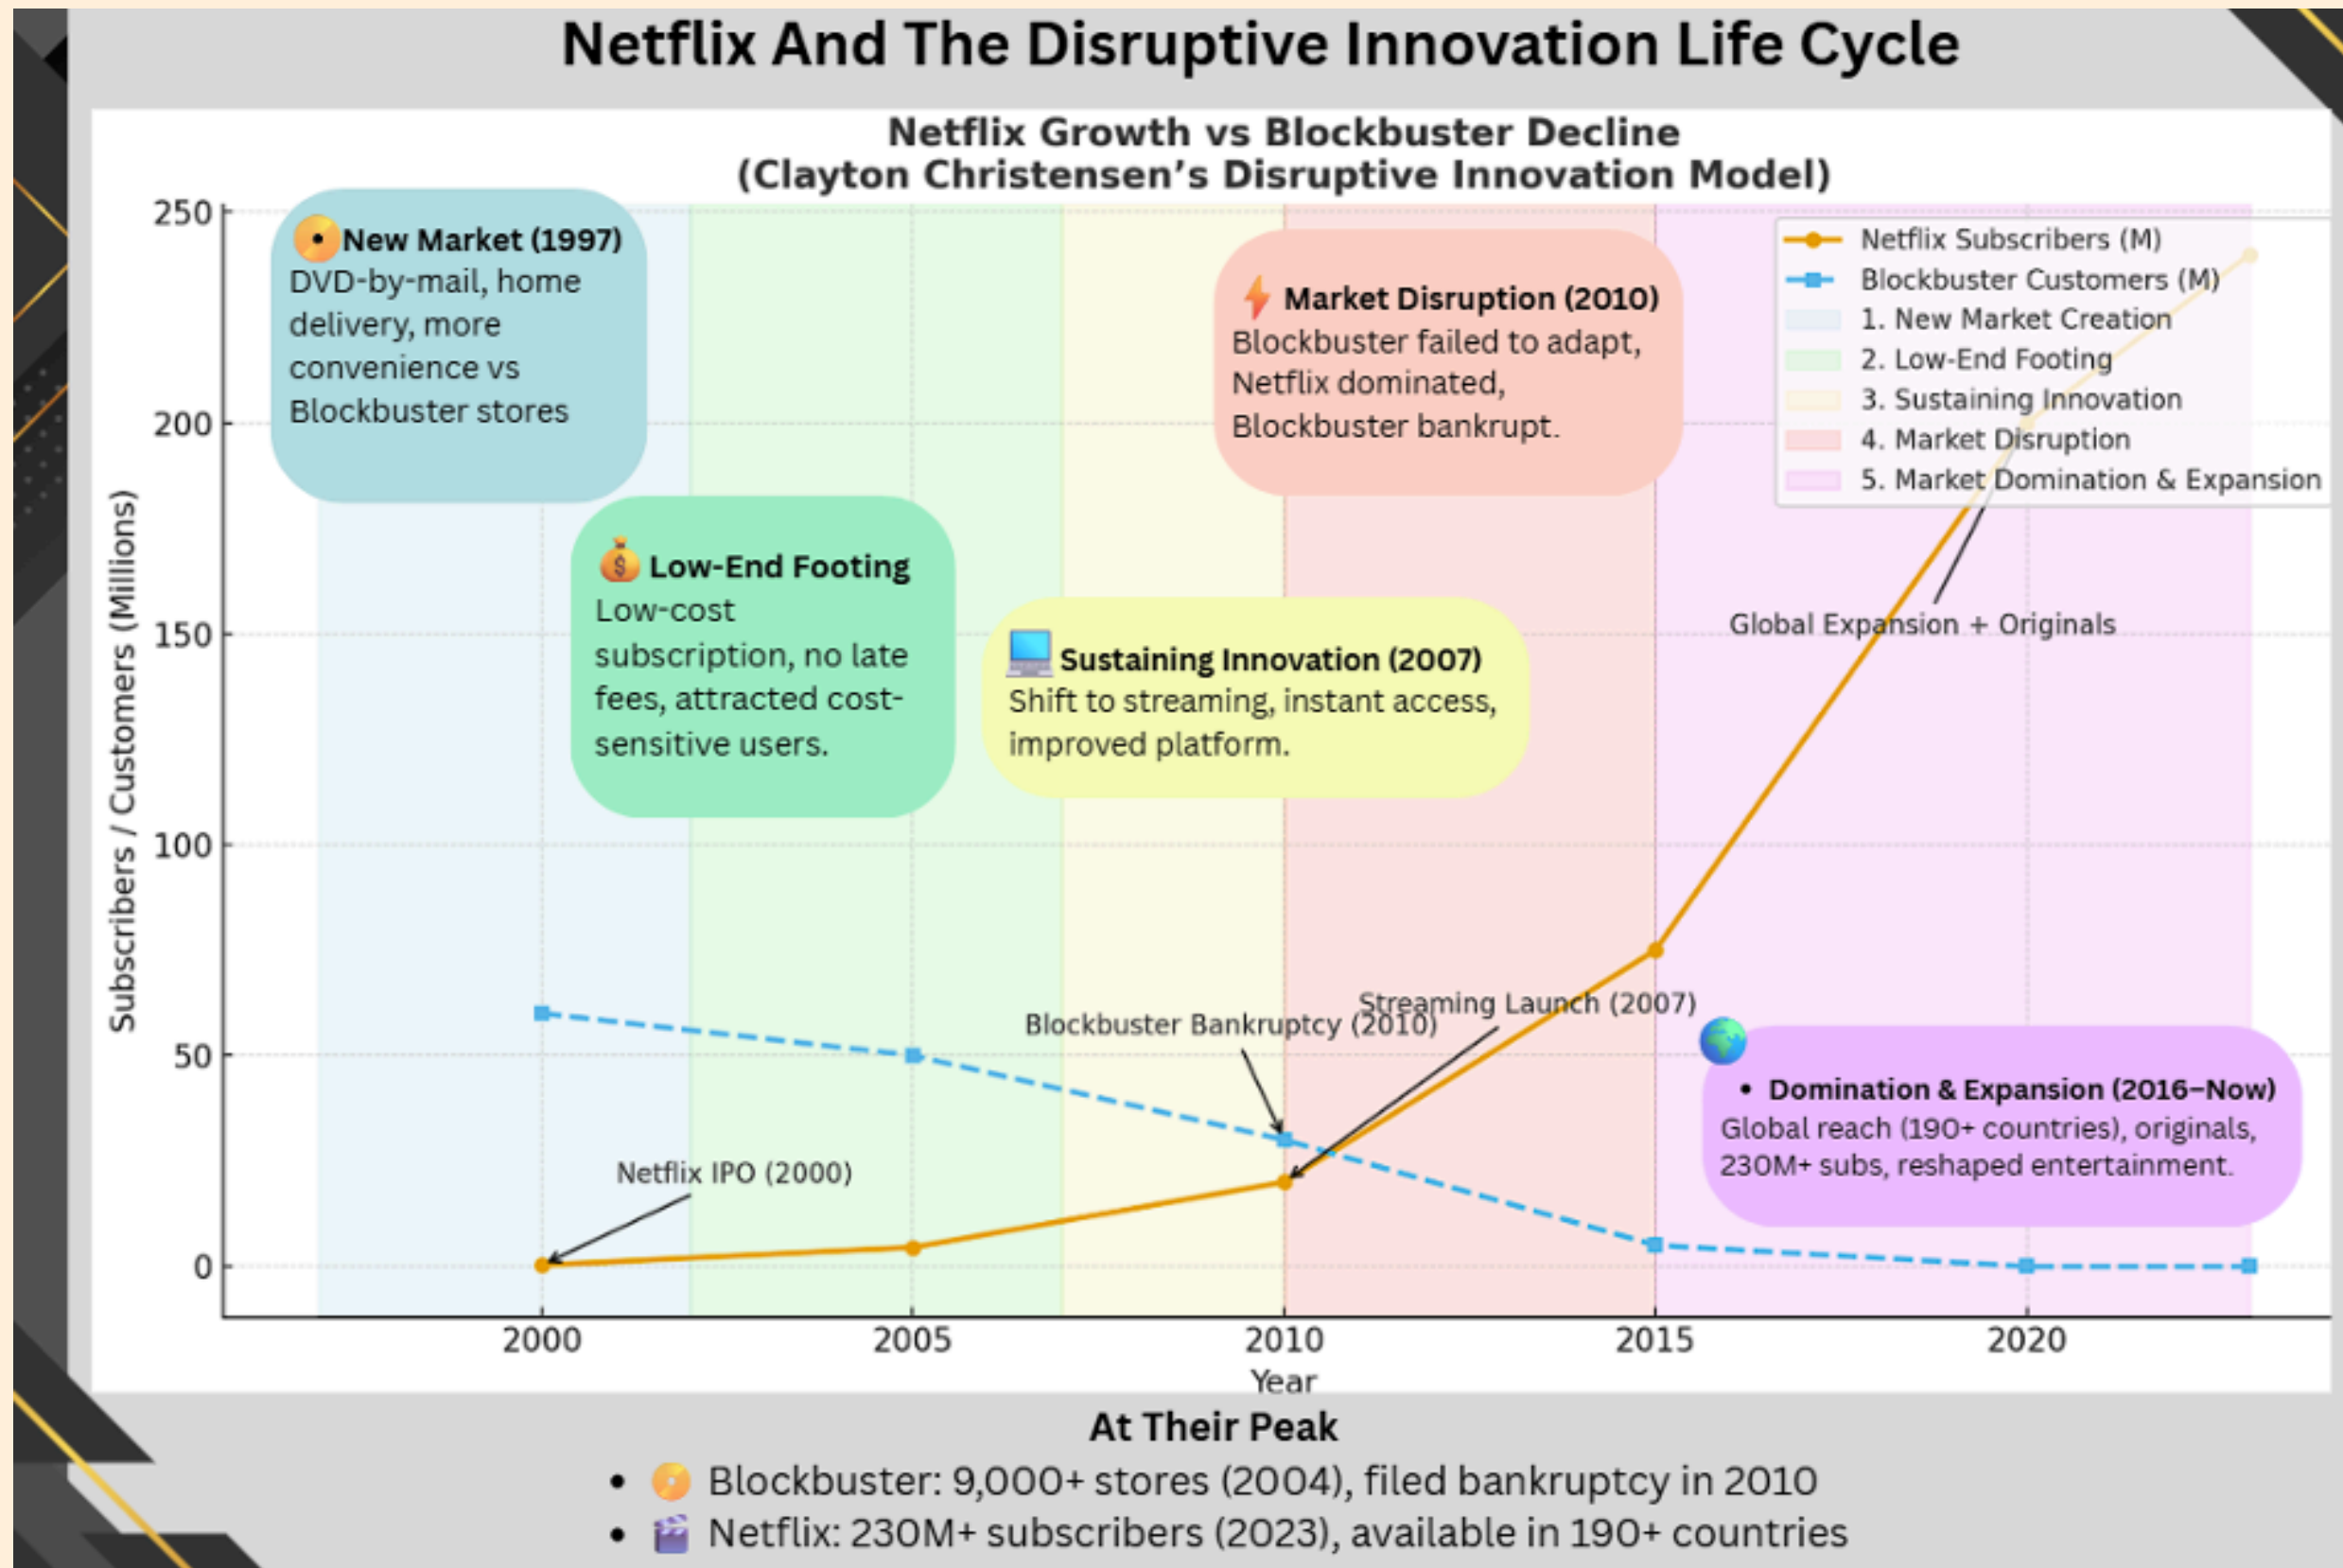 Netflix And The Disruptive Innovation Life Cycle
Netflix Growth vs Blockbuster Decline
(Clayton Christensen’s Disruptive Innovation Model)
Subscribers / Customers (Millions)
250
200
150
100
50
0
New Market (1997)
DVD-by-mail, home
delivery, more
convenience vs
Blockbuster stores
Low-End Footing
Low-cost
subscription, no late
fees, attracted cost-
sensitive users.
Sustaining Innovation (2007)
Shift to streaming, instant access,
improved platform.
Market Disruption (2010)
Blockbuster failed to adapt,
Netflix dominated,
Blockbuster bankrupt.
Netflix Subscribers (M)
Blockbuster Customers (M)
1. New Market Creation
2. Low-End Footing
3. Sustaining Innovation
4. Market Disruption
5. Market Domination & Expansion
Global Expansion + Originals
Streaming Launch (2007)
Blockbuster Bankruptcy (2010)
Netflix IPO (2000)
• Domination & Expansion (2016–Now)
Global reach (190+ countries), originals,
230M+ subs, reshaped entertainment.
2000
2005
2010
2015
2020
Year
At Their Peak
• Blockbuster: 9,000+ stores (2004), filed bankruptcy in 2010
• Netflix: 230M+ subscribers (2023), available in 190+ countries